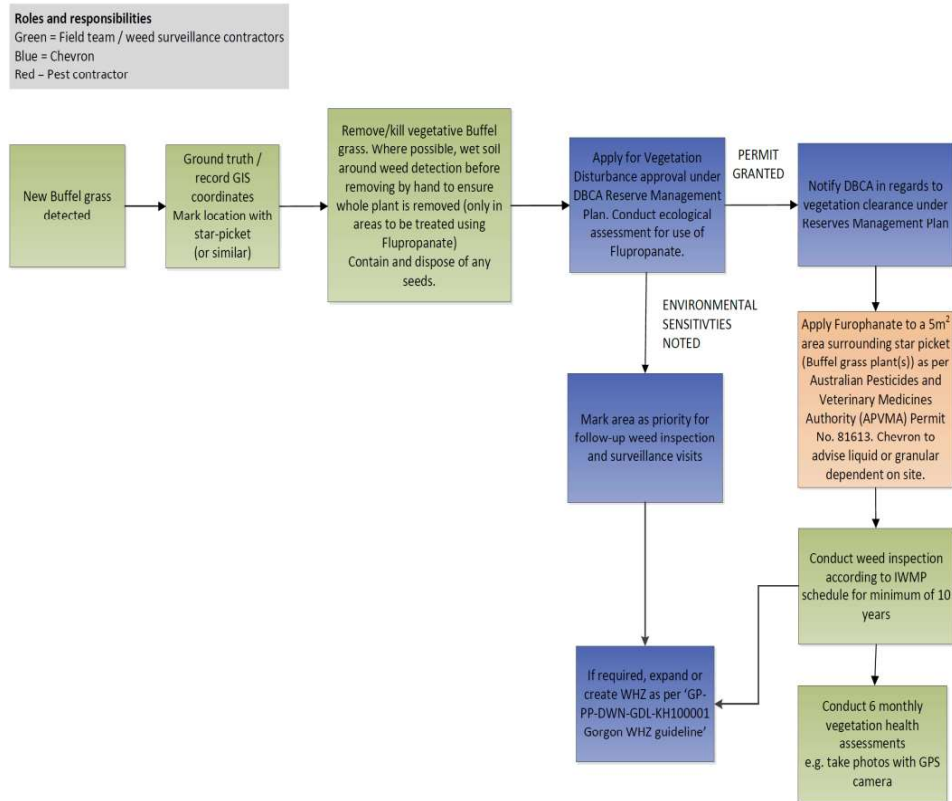 Roles and responsibilities
Green = Field team / weed surveillance contractors
Blue = Chevron
Red – Pest contractor
New Buffel grass
detected
Ground truth /
record GIS
coordinates
Mark location with
star-picket
(or similar)
Remove/kill vegetative Buffel
grass. Where possible, wet soil
around weed detection before
removing by hand to ensure
whole plant is removed (only in
areas to be treated using
Flupropanate)
Contain and dispose of any
seeds.
Apply for Vegetation
Disturbance approval under
DBCA Reserve Management
Plan. Conduct ecological
assessment for use of
Flupropanate.
PERMIT
GRANTED
Notify DBCA in regards to
vegetation clearance under
Reserves Management Plan
ENVIRONMENTAL
SENSITIVTIES
NOTED
Apply Furophanate to a 5m²
area surrounding star picket
(Buffel grass plant(s)) as per
Australian Pesticides and
Veterinary Medicines
Authority (APVMA) Permit
No. 81613. Chevron to
advise liquid or granular
dependent on site.
Mark area as priority for
follow-up weed inspection
and surveillance visits
Conduct weed inspection
according to IWMP
schedule for minimum of 10
years
If required, expand or
create WHZ as per ‘GP-
PP-DWN-GDL-KH100001
Gorgon WHZ guideline’
Conduct 6 monthly
vegetation health
assessments
e.g. take photos with GPS
camera